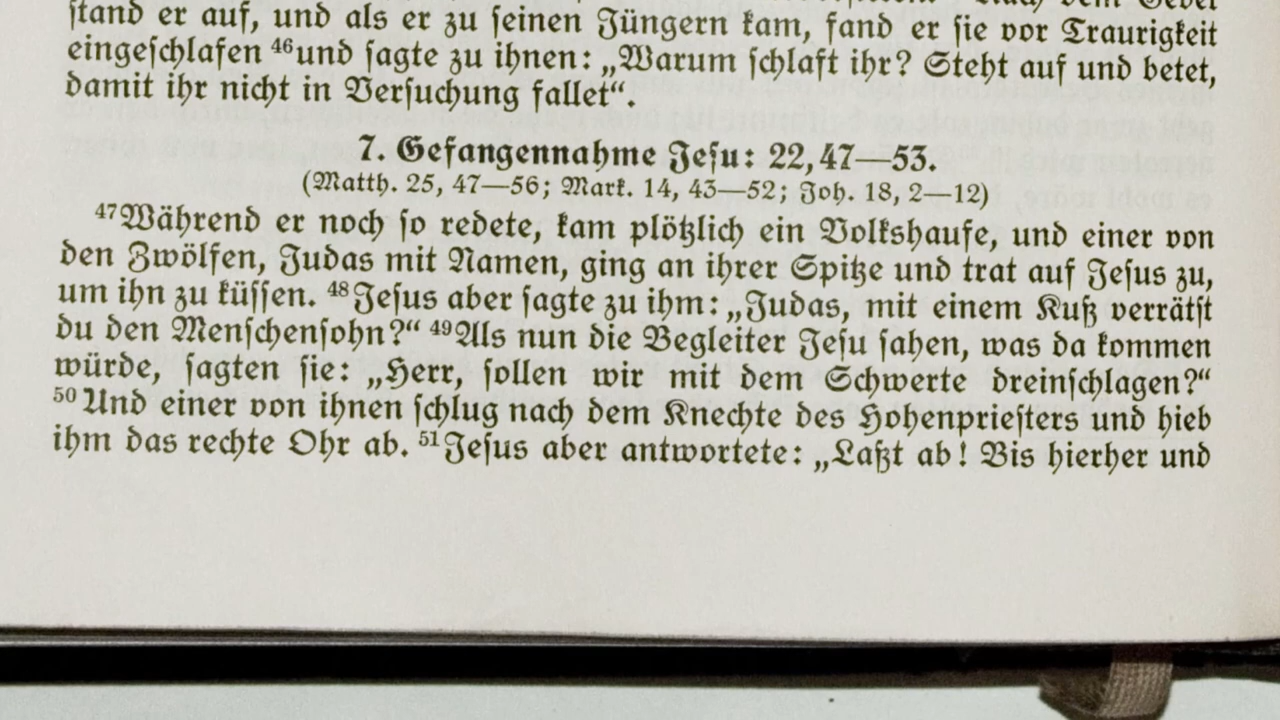 stand er auf, und als er zu seinen Jüngern kam, fand er sie vor Traurigkeit
eingeschlafen ⁴⁶und sagte zu ihnen: „Warum schlaft ihr? Steht auf und betet,
damit ihr nicht in Versuchung fallet“.
7. Gefangennahme Jesu: 22,47—53.
(Matth. 25, 47—56; Mark. 14, 43—52; Joh. 18, 2—12)
⁴⁷Während er noch so redete, kam plötzlich ein Volkshaufe, und einer von
den Zwölfen, Judas mit Namen, ging an ihrer Spitze und trat auf Jesus zu,
um ihn zu küssen. ⁴⁸Jesus aber sagte zu ihm: „Judas, mit einem Kuß verrätst
du den Menschensohn?“ ⁴⁹Als nun die Begleiter Jesu sahen, was da kommen
würde, sagten sie: „Herr, sollen wir mit dem Schwerte dreinschlagen?“
⁵⁰Und einer von ihnen schlug nach dem Knechte des Hohenpriesters und hieb
ihm das rechte Ohr ab. ⁵¹Jesus aber antwortete: „Laßt ab! Bis hierher und